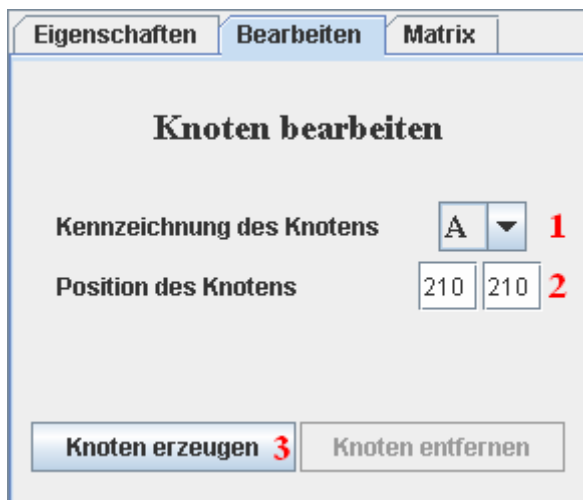 Eigenschaften Bearbeiten Matrix
Knoten bearbeiten
Kennzeichnung des Knotens A 1
Position des Knotens 210 210 2
Knoten erzeugen 3 Knoten entfernen